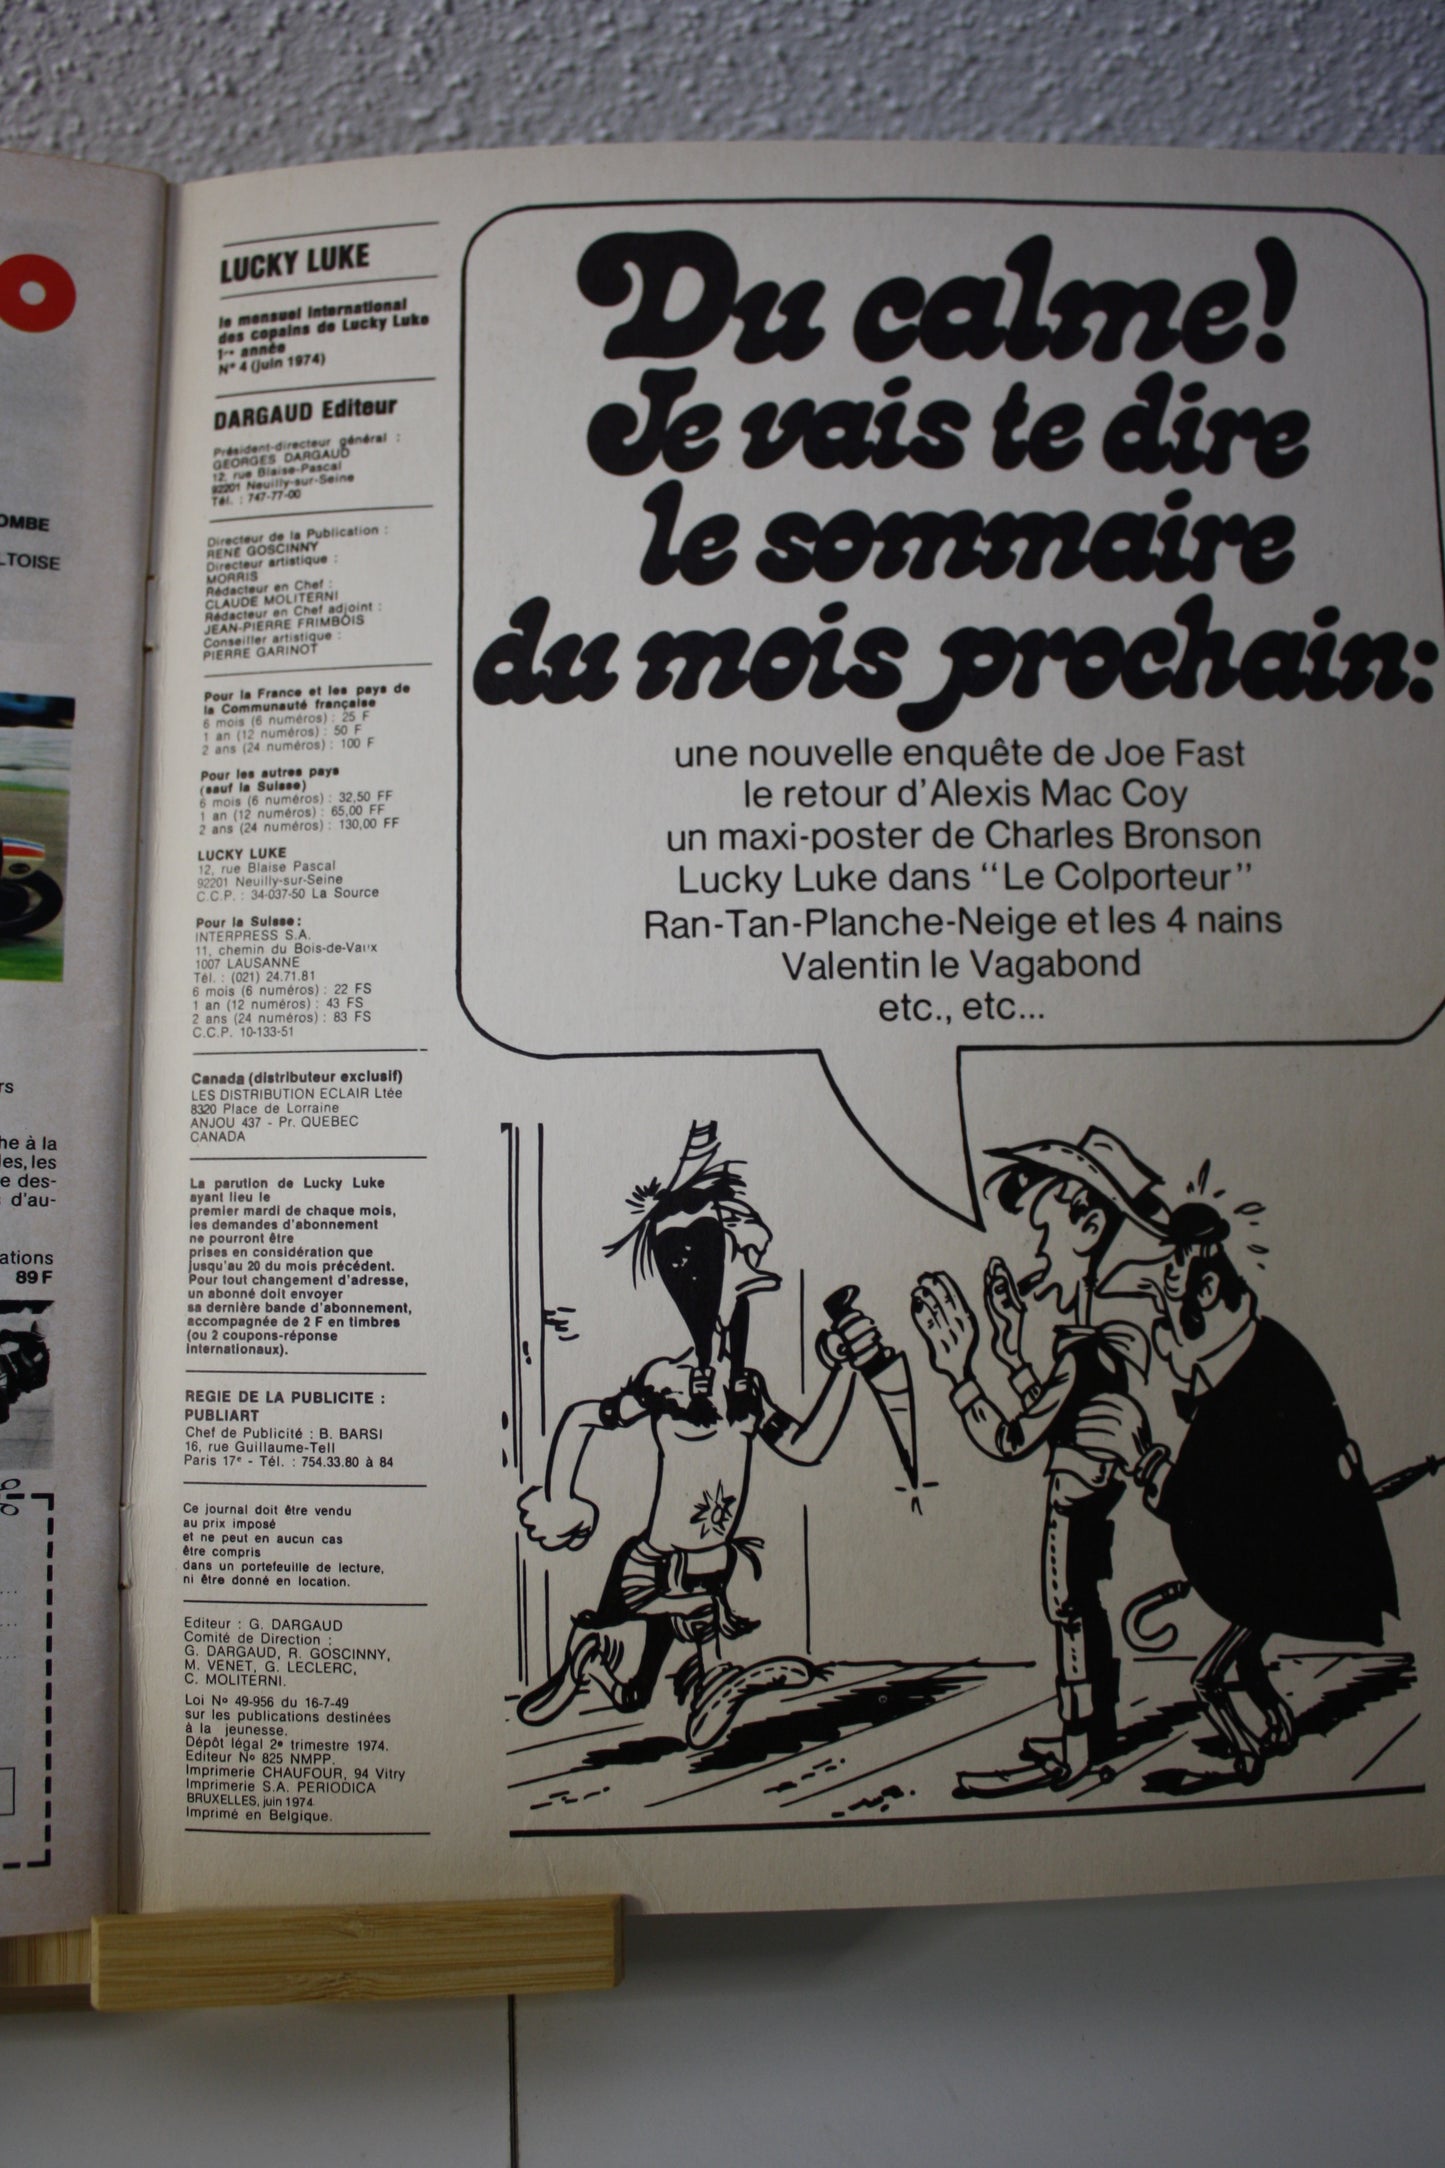 O
OMBE
LTOISE
rs
he à la
les, les
e des-
d'au-
ations
89 F
LUCKY LUKE
le mensuel international
des copains de Lucky Luke
1re année
N° 4 (juin 1974)
DARGAUD Editeur
Président-directeur général :
GEORGES DARGAUD
12, rue Blaise-Pascal
92201 Neuilly-sur-Seine
Tél. : 747-77-00
Directeur de la Publication :
RENE GOSCINNY
Directeur artistique :
MORRIS
Rédacteur en Chef :
CLAUDE MOLITERNI
Rédacteur en Chef adjoint :
JEAN-PIERRE FRIMBOIS
Conseiller artistique :
PIERRE GARINOT
Pour la France et les pays de
la Communauté française
6 mois (6 numéros) : 25 F
1 an (12 numéros) : 50 F
2 ans (24 numéros) : 100 F
Pour les autres pays
(sauf la Suisse)
6 mois (6 numéros) : 32,50 FF
1 an (12 numéros) : 65,00 FF
2 ans (24 numéros) : 130,00 FF
LUCKY LUKE
12, rue Blaise Pascal
92201 Neuilly-sur-Seine
C.C.P. : 34-037-50 La Source
Pour la Suisse :
INTERPRESS S.A.
11, chemin du Bois-de-Vaux
1007 LAUSANNE
Tél. : (021) 24.71.81
6 mois (6 numéros) : 22 FS
1 an (12 numéros) : 43 FS
2 ans (24 numéros) : 83 FS
C.C.P. 10-133-51
Canada (distributeur exclusif)
LES DISTRIBUTION ECLAIR Ltée
8320 Place de Lorraine
ANJOU 437 - Pr. QUEBEC
CANADA
La parution de Lucky Luke
ayant lieu le
premier mardi de chaque mois,
les demandes d'abonnement
ne pourront être
prises en considération que
jusqu'au 20 du mois précédent.
Pour tout changement d'adresse,
un abonné doit envoyer
sa dernière bande d'abonnement,
accompagnée de 2 F en timbres
(ou 2 coupons-réponse
internationaux).
REGIE DE LA PUBLICITE :
PUBLIART
Chef de Publicité : B. BARSI
16, rue Guillaume-Tell
Paris 17e - Tél. : 754.33.80 à 84
Ce journal doit être vendu
au prix imposé
et ne peut en aucun cas
être compris
dans un portefeuille de lecture,
ni être donné en location.
Editeur : G. DARGAUD
Comité de Direction :
G. DARGAUD, R. GOSCINNY,
M. VENET, G. LECLERC,
C. MOLITERNI.
Loi No 49-956 du 16-7-49
sur les publications destinées
à la jeunesse.
Dépôt légal 2e trimestre 1974.
Editeur No 825 NMPP.
Imprimerie CHAUFOUR, 94 Vitry
Imprimerie S.A. PERIODICA
BRUXELLES, juin 1974
Imprimé en Belgique.
Du calme!
Je vais te dire
le sommaire
du mois prochain:
une nouvelle enquête de Joe Fast
le retour d'Alexis Mac Coy
un maxi-poster de Charles Bronson
Lucky Luke dans "Le Colporteur"
Ran-Tan-Planche-Neige et les 4 nains
Valentin le Vagabond
etc., etc...